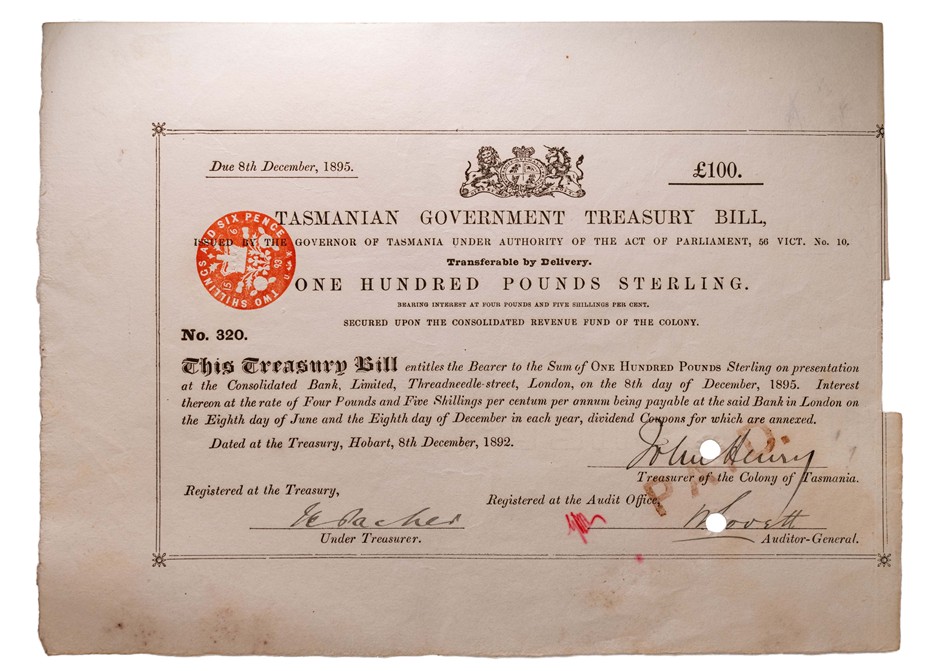 Due 8th December, 1895.
£100.
TASMANIAN GOVERNMENT TREASURY BILL,
ISSUED BY THE GOVERNOR OF TASMANIA UNDER AUTHORITY OF THE ACT OF PARLIAMENT, 56 VICT. No. 10,
Transferable by Delivery.
ONE HUNDRED POUNDS STERLING.
BEARING INTEREST AT FOUR POUNDS AND FIVE SHILLINGS PER CENT.
SECURED UPON THE CONSOLIDATED REVENUE FUND OF THE COLONY.
TWO SHILLINGS AND SIX PENCE
No. 320.
This Treasury Bill entitles the Bearer to the Sum of ONE HUNDRED POUNDS Sterling on presentation
at the Consolidated Bank, Limited, Threadneedle-street, London, on the 8th day of December, 1895. Interest
thereon at the rate of Four Pounds and Five Shillings per centum per annum being payable at the said Bank in London on
the Eighth day of June and the Eighth day of December in each year, dividend Coupons for which are annexed.
Dated at the Treasury, Hobart, 8th December, 1892.
John Henry
Treasurer of the Colony of Tasmania.
PAID.
Registered at the Treasury,
Registered at the Audit Office,
Under Treasurer.
W Lovett
Auditor-General.